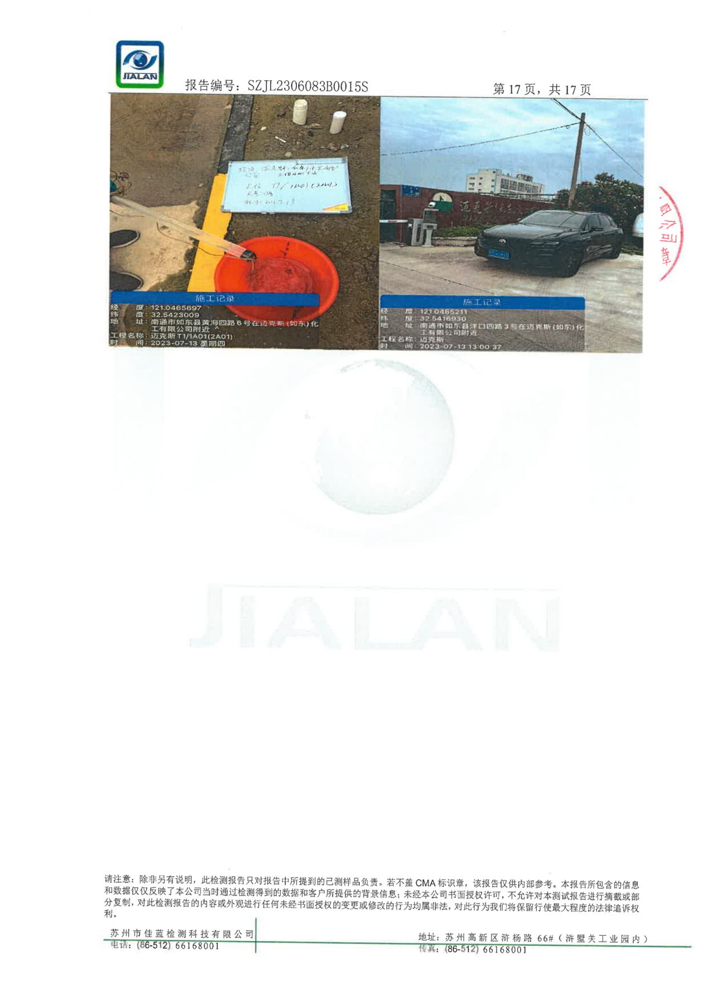 JIALAN
报告编号：SZJL2306083B0015S
第 17 页，共 17 页
T1/1A01(2A01)
2023.7.13
施工记录
经 度：121.0465697
纬 度：32.5423009
地 址：南通市如东县黄海四路6号在迈克斯(如东)化
工有限公司附近
工程名称：迈克斯T1/1A01(2A01)
时 间：2023-07-13 星期四
迈克斯
施工记录
经 度：121.0485211
纬 度：32.5416930
地 址：南通市如东县洋口四路3号在迈克斯(如东)化
工有限公司附近
工程名称：迈克斯
时 间：2023-07-13 13:00:37
公司章
JIALAN
请注意：除非另有说明，此检测报告只对报告中所提到的已测样品负责。若不盖 CMA 标识章，该报告仅供内部参考。本报告所包含的信息
和数据仅仅反映了本公司当时通过检测得到的数据和客户所提供的背景信息；未经本公司书面授权许可，不允许对本测试报告进行摘截或部
分复制，对此检测报告的内容或外观进行任何未经书面授权的变更或修改的行为均属非法，对此行为我们将保留行使最大程度的法律追诉权
利。
苏州市佳蓝检测科技有限公司
电话：(86-512) 66168001
地址：苏州高新区浒杨路 66#（浒墅关工业园内）
传真：(86-512) 66168001